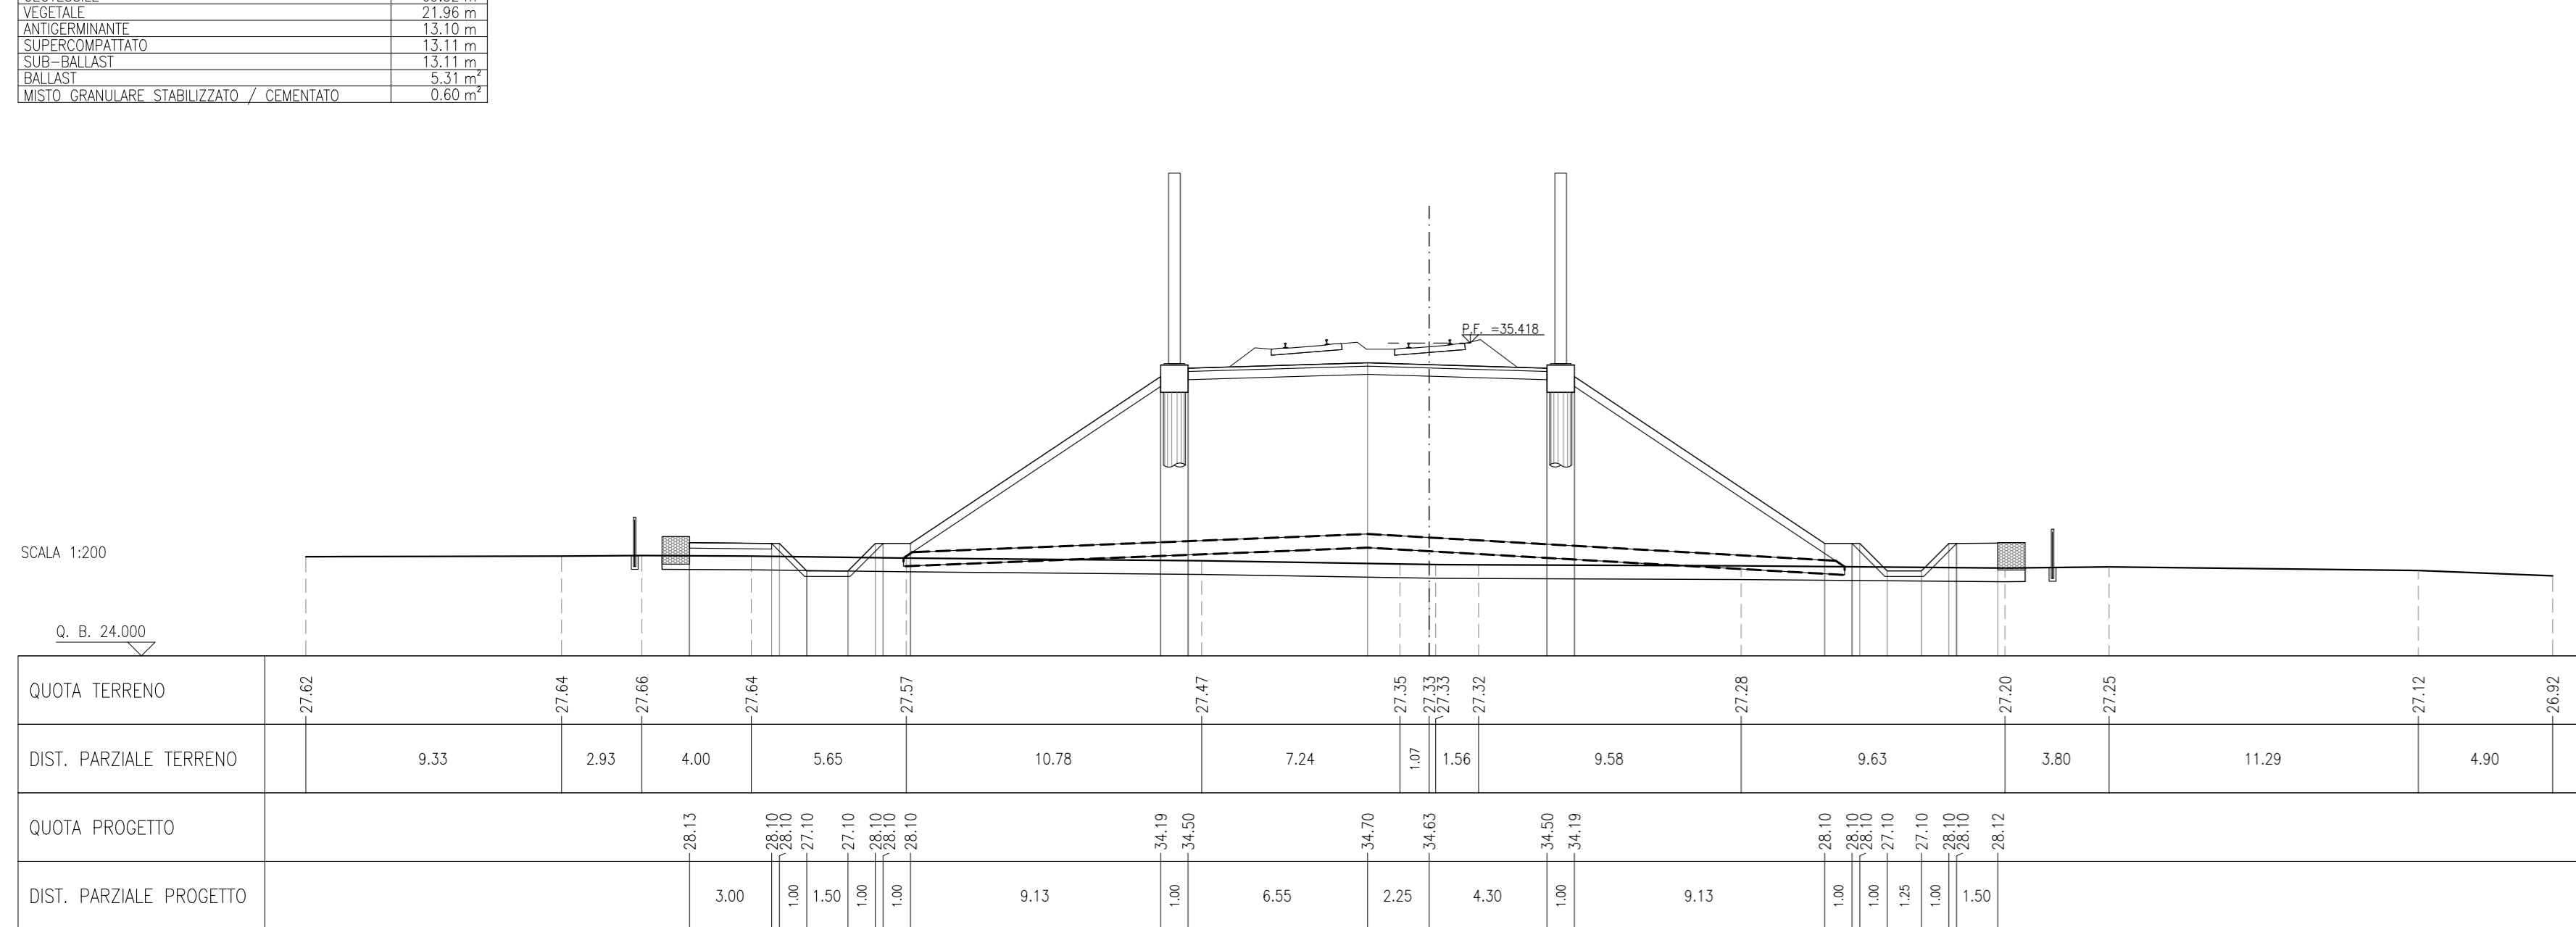 VEGETALE 21.96 m
ANTIGERMINANTE 13.10 m
SUPERCOMPATTATO 13.11 m
SUB-BALLAST 13.11 m
BALLAST 5.31 m²
MISTO GRANULARE STABILIZZATO / CEMENTATO 0.60 m²
P.F. =35.418
SCALA 1:200
Q. B. 24.000
QUOTA TERRENO 27.62 27.64 27.66 27.64 27.57 27.47 27.35 27.33 27.33 27.32 27.28 27.20 27.25 27.12 26.92
DIST. PARZIALE TERRENO 9.33 2.93 4.00 5.65 10.78 7.24 1.07 1.56 9.58 9.63 3.80 11.29 4.90
QUOTA PROGETTO 28.13 28.10 28.10 27.10 27.10 28.10 28.10 28.10 34.19 34.50 34.70 34.63 34.50 34.19 28.10 28.10 28.10 27.10 27.10 28.10 28.10 28.12
DIST. PARZIALE PROGETTO 3.00 1.00 1.50 1.00 1.00 9.13 1.00 6.55 2.25 4.30 1.00 9.13 1.00 1.00 1.25 1.00 1.50